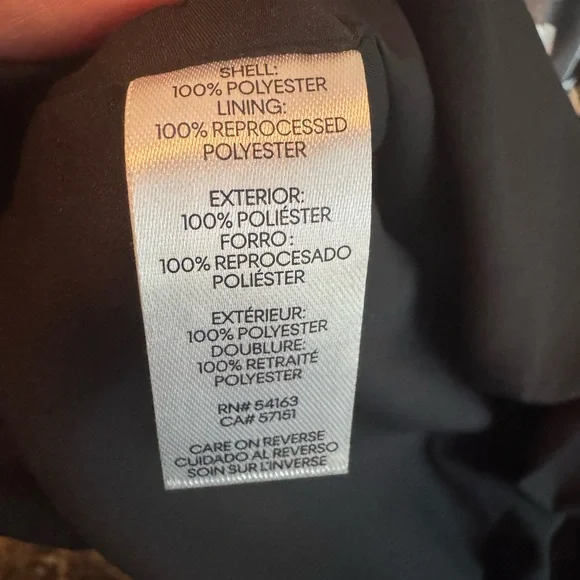 SHELL:
100% POLYESTER
LINING:
100% REPROCESSED
POLYESTER
EXTERIOR:
100% POLIÉSTER
FORRO:
100% REPROCESADO
POLIÉSTER
EXTÉRIEUR:
100% POLYESTER
DOUBLURE:
100% RETRAITÉ
POLYESTER
RN# 54163
CA# 57151
CARE ON REVERSE
CUIDADO AL REVERSO
SOIN SUR L'INVERSE